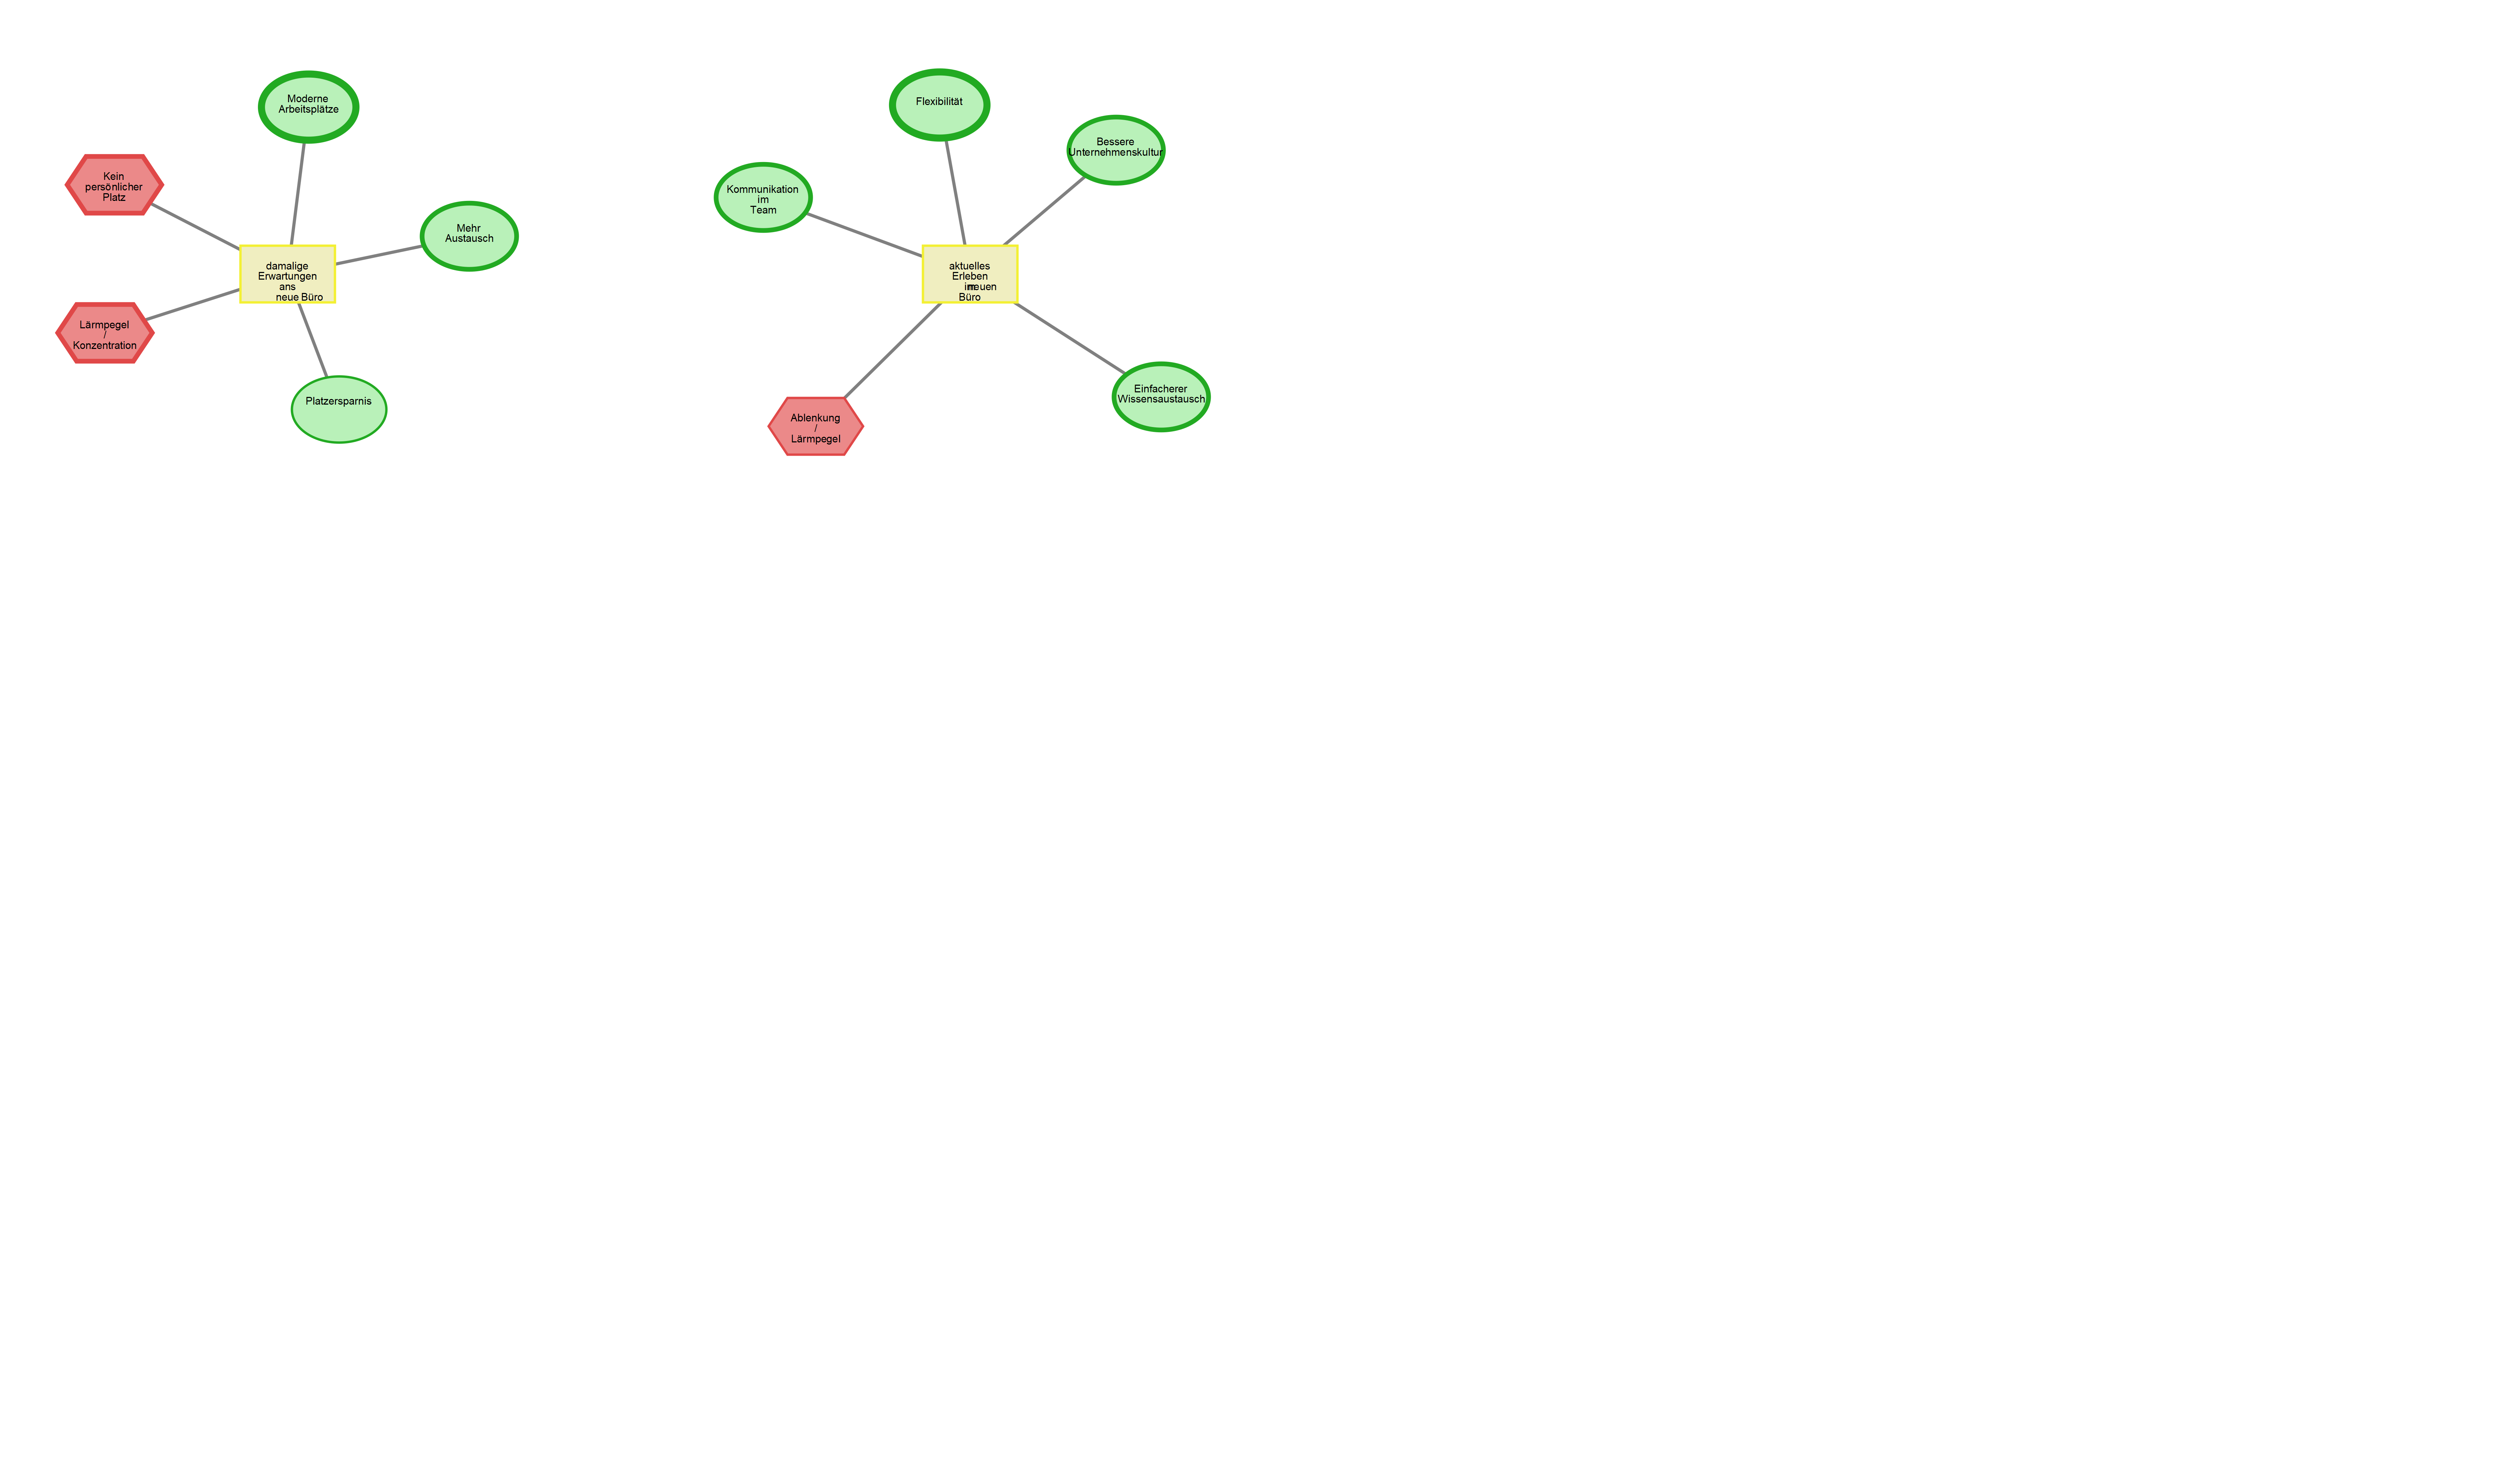 Moderne
Arbeitsplätze
Kein
persönlicher
Platz
Mehr
Austausch
damalige
Erwartungen
ans
neue Büro
Lärmpegel
/
Konzentration
Platzersparnis
Flexibilität
Bessere
Unternehmenskultur
Kommunikation
im
Team
aktuelles
Erleben
im neuen
Büro
Einfacherer
Wissensaustausch
Ablenkung
/
Lärmpegel